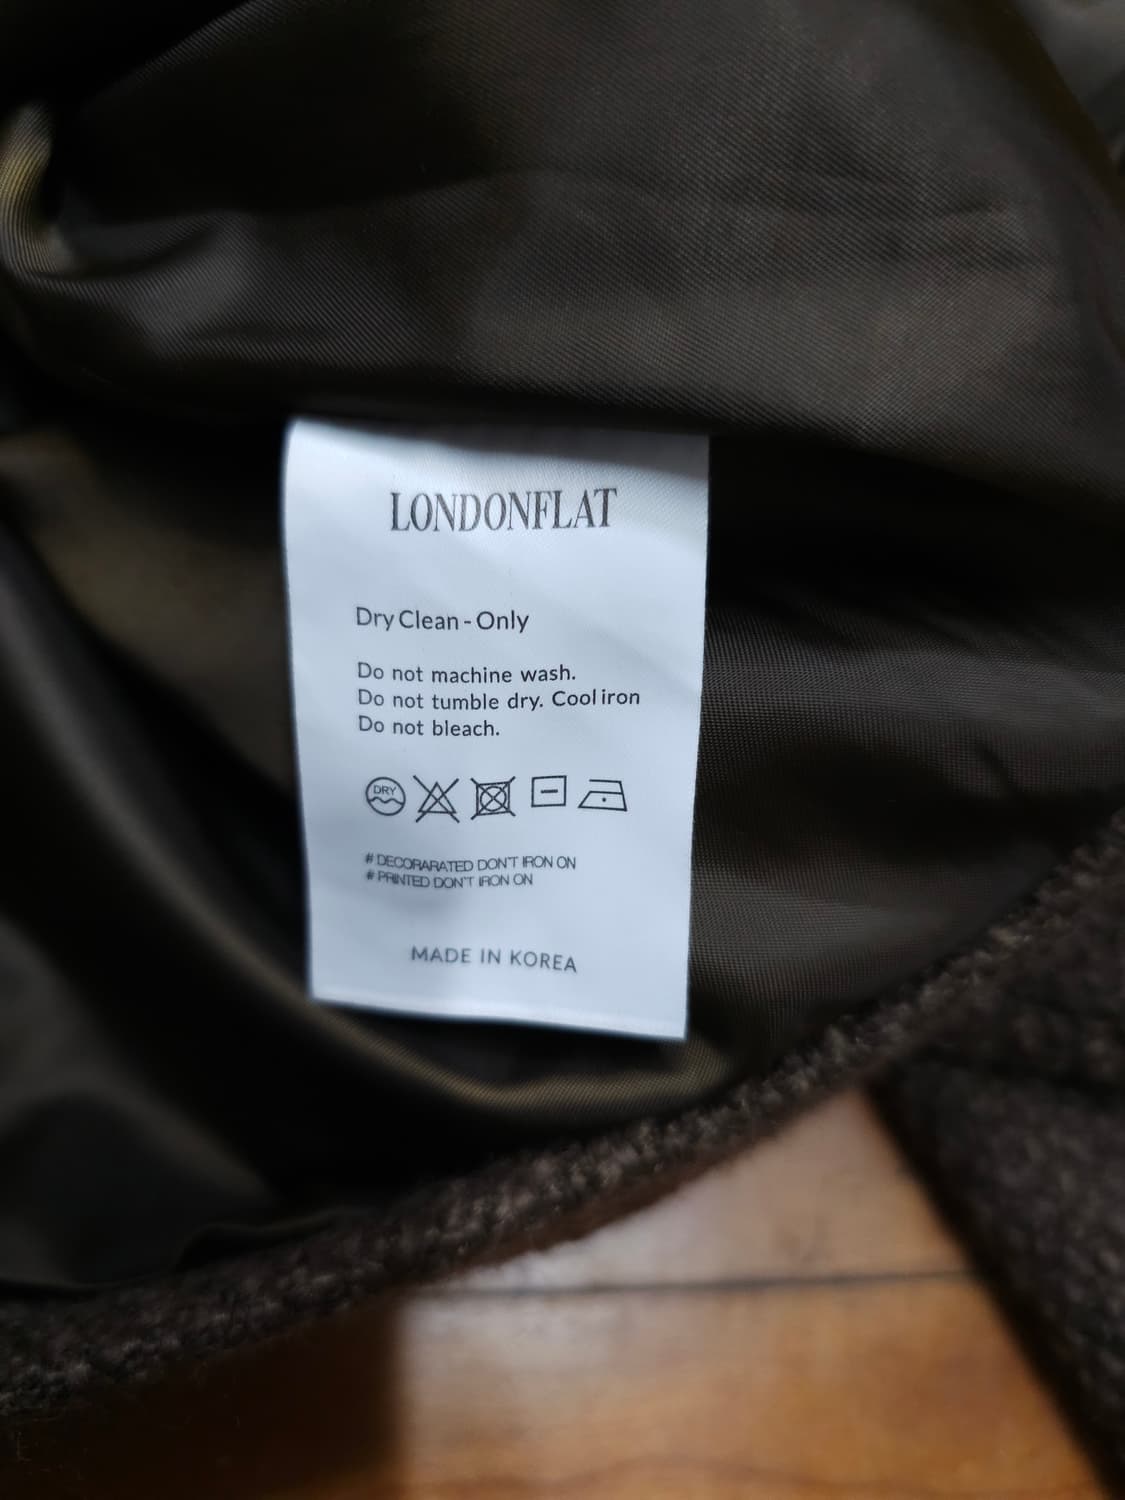 LONDONFLAT
Dry Clean - Only
Do not machine wash.
Do not tumble dry. Cool iron
Do not bleach.
DRY
# DECORARATED DON'T IRON ON
# PRINTED DON'T IRON ON
MADE IN KOREA